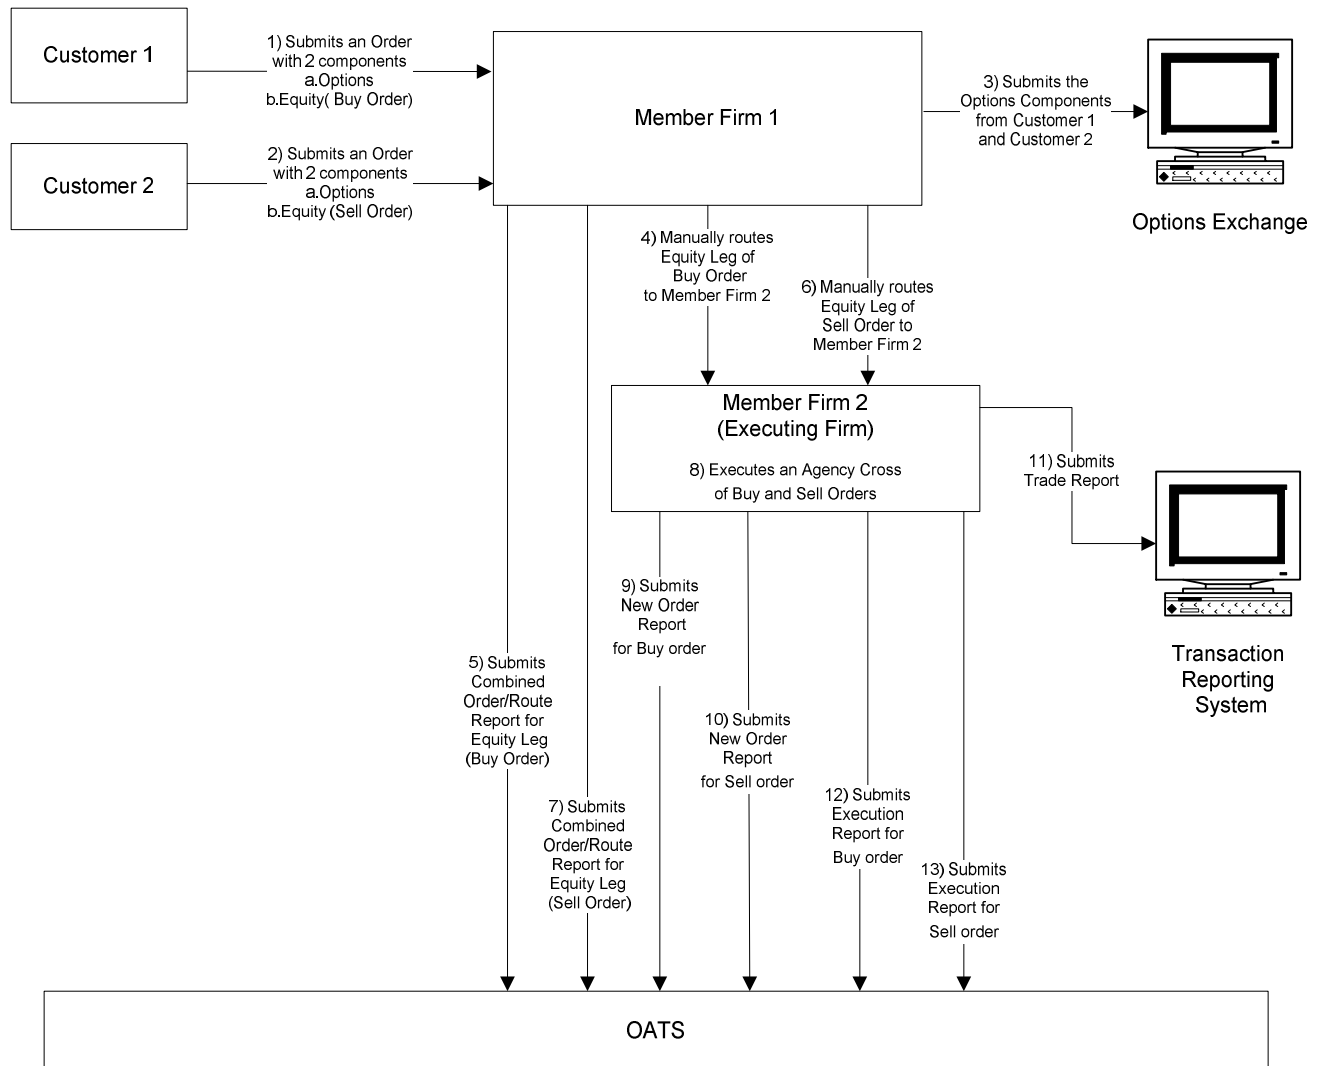 Customer 1
1) Submits an Order
with 2 components
a.Options
b.Equity( Buy Order)
Member Firm 1
3) Submits the
Options Components
from Customer 1
and Customer 2
Customer 2
2) Submits an Order
with 2 components
a.Options
b.Equity (Sell Order)
Options Exchange
4) Manually routes
Equity Leg of
Buy Order
to Member Firm 2
6) Manually routes
Equity Leg of
Sell Order to
Member Firm 2
Member Firm 2
(Executing Firm)
8) Executes an Agency Cross
of Buy and Sell Orders
11) Submits
Trade Report
Transaction
Reporting
System
9) Submits
New Order
Report
for Buy order
5) Submits
Combined
Order/Route
Report for
Equity Leg
(Buy Order)
10) Submits
New Order
Report
for Sell order
7) Submits
Combined
Order/Route
Report for
Equity Leg
(Sell Order)
12) Submits
Execution
Report for
Buy order
13) Submits
Execution
Report for
Sell order
OATS